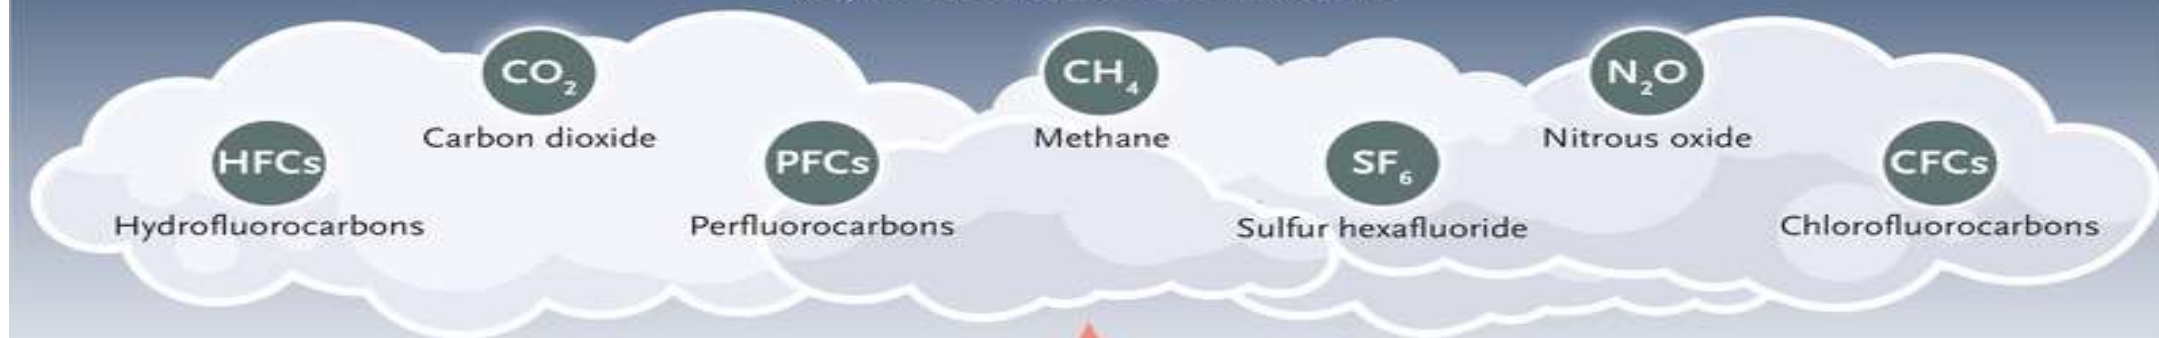 CO₂
Carbon dioxide
CH₄
Methane
N₂O
Nitrous oxide
HFCs
Hydrofluorocarbons
PFCs
Perfluorocarbons
SF₆
Sulfur hexafluoride
CFCs
Chlorofluorocarbons